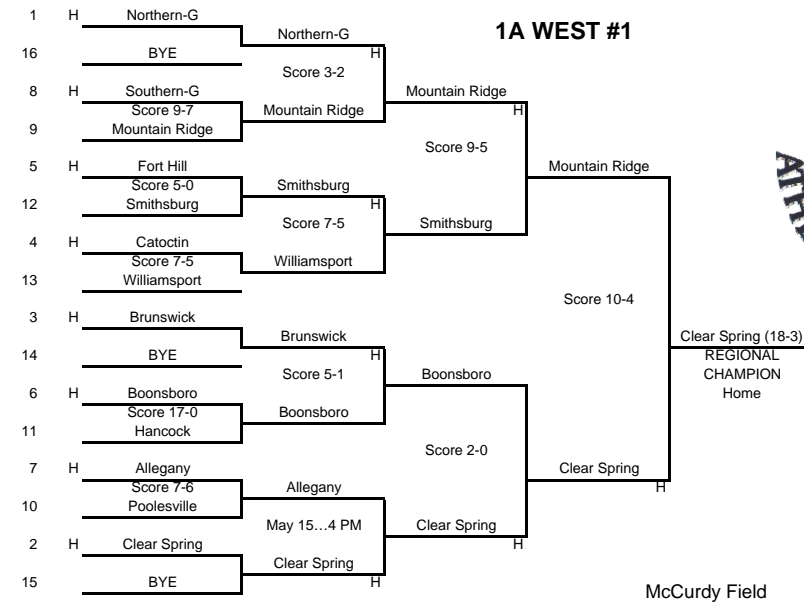 1A WEST #1
1 H Northern-G
Northern-G
16 BYE
H
Score 3-2
8 H Southern-G
Mountain Ridge
Score 9-7
Mountain Ridge
H
9 Mountain Ridge
Score 9-5
5 H Fort Hill
Mountain Ridge
Score 5-0
Smithsburg
12 Smithsburg
H
Score 7-5
Smithsburg
4 H Catoctin
Score 7-5
Williamsport
13 Williamsport
Score 10-4
3 H Brunswick
Brunswick
Clear Spring (18-3)
14 BYE
H
REGIONAL
CHAMPION
Score 5-1
Boonsboro
Home
6 H Boonsboro
Score 17-0
Boonsboro
11 Hancock
Score 2-0
7 H Allegany
Clear Spring
Score 7-6
Allegany
H
10 Poolesville
May 15…4 PM
Clear Spring
2 H Clear Spring
H
Clear Spring
15 BYE
H
McCurdy Field